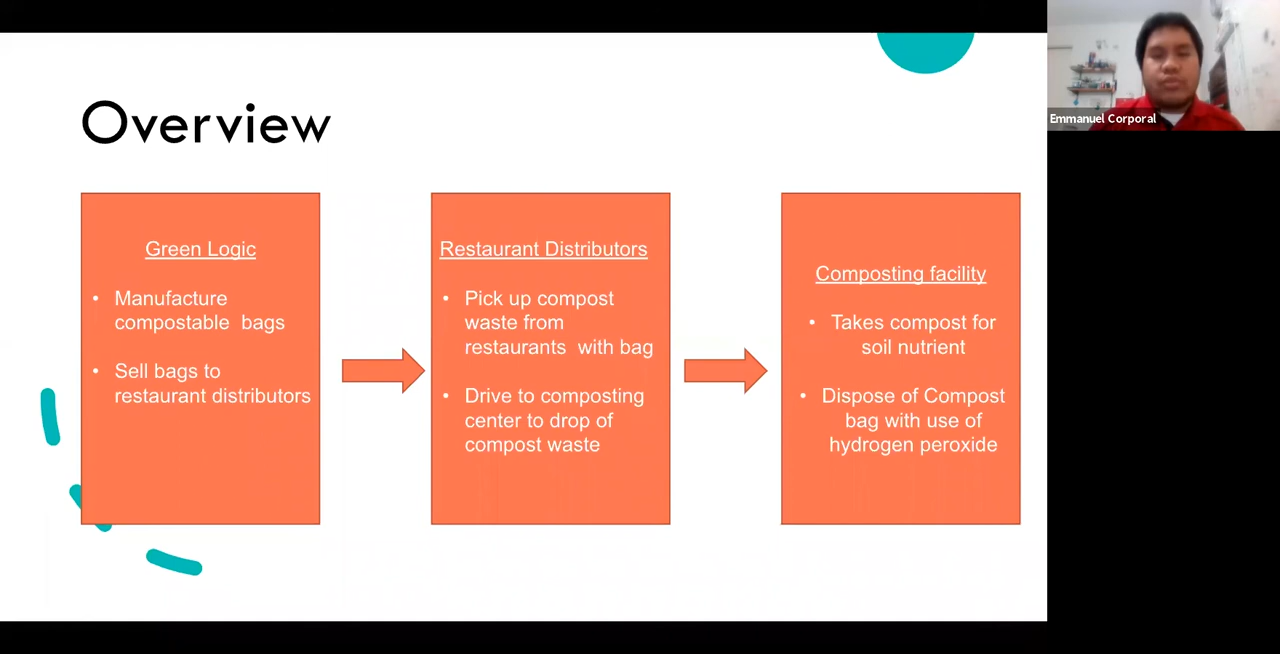 Overview
Green Logic
• Manufacture
compostable  bags
• Sell bags to
restaurant distributors
Restaurant Distributors
• Pick up compost
waste from
restaurants  with bag
• Drive to composting
center to drop of
compost waste
Composting facility
• Takes compost for
soil nutrient
• Dispose of Compost
bag with use of
hydrogen peroxide
Emmanuel Corporal